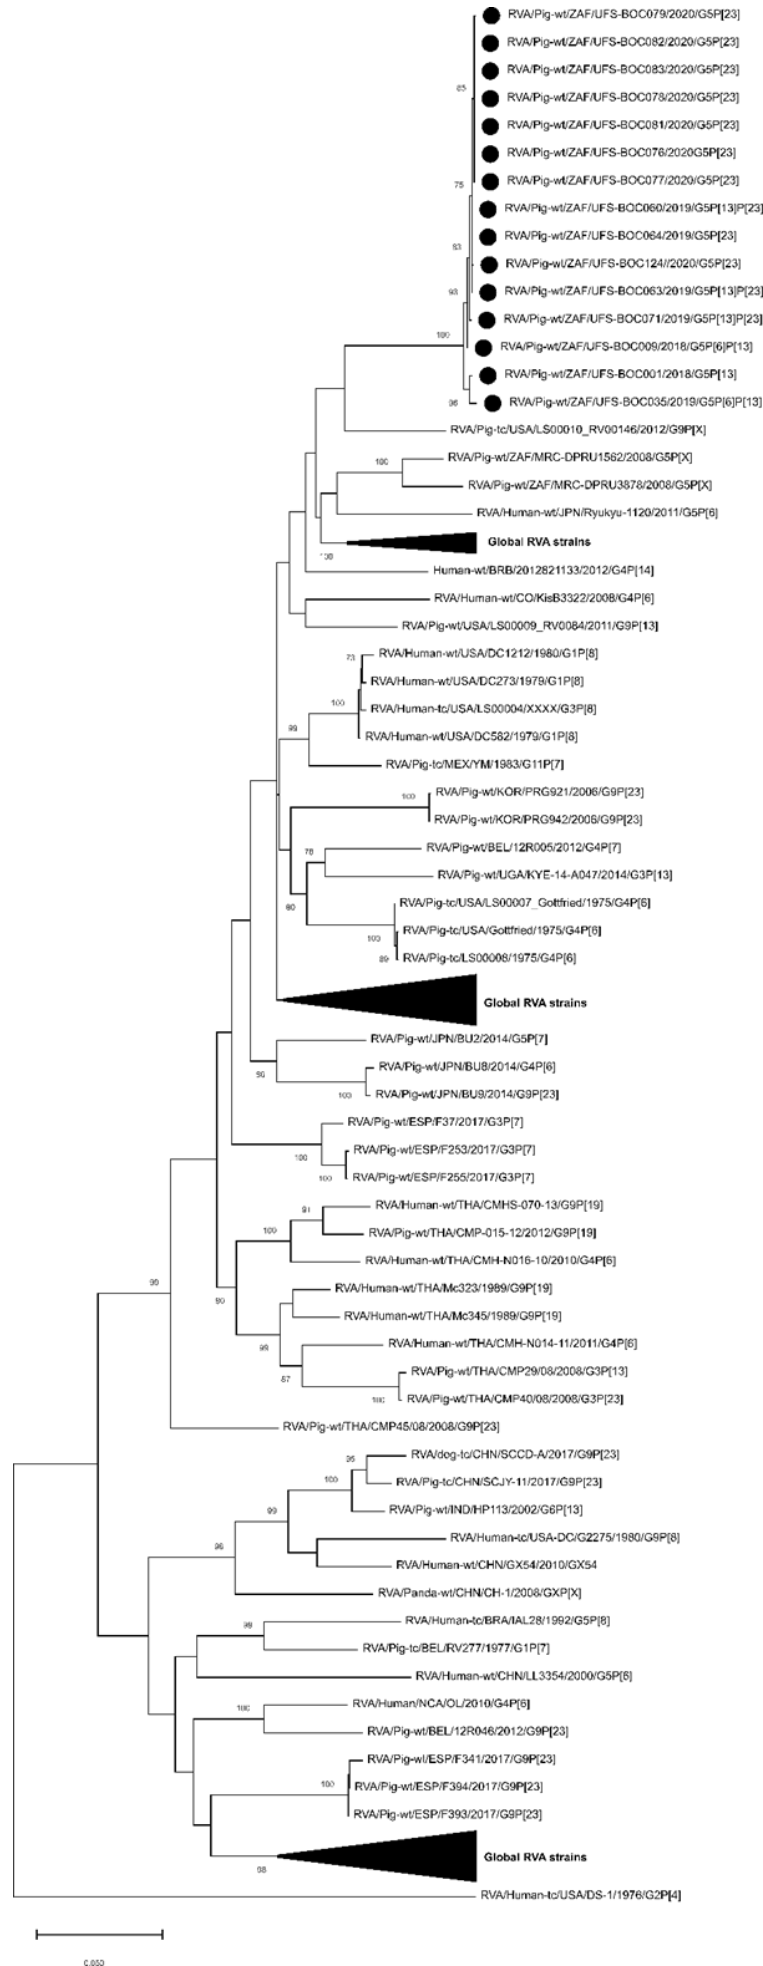 RVA/Pig-wt/ZAF/UFS-BOC079/2020/G5P[23]
RVA/Pig-wt/ZAF/UFS-BOC082/2020/G5P[23]
RVA/Pig-wt/ZAF/UFS-BOC083/2020/G5P[23]
85
RVA/Pig-wt/ZAF/UFS-BOC078/2020/G5P[23]
RVA/Pig-wt/ZAF/UFS-BOC081/2020/G5P[23]
RVA/Pig-wt/ZAF/UFS-BOC076/2020G5P[23]
RVA/Pig-wt/ZAF/UFS-BOC077/2020/G5P[23]
75
RVA/Pig-wt/ZAF/UFS-BOC060/2019/G5P[13]P[23]
RVA/Pig-wt/ZAF/UFS-BOC064/2019/G5P[23]
83
RVA/Pig-wt/ZAF/UFS-BOC124//2020/G5P[23]
93
RVA/Pig-wt/ZAF/UFS-BOC063/2019/G5P[13]P[23]
RVA/Pig-wt/ZAF/UFS-BOC071/2019/G5P[13]P[23]
100
RVA/Pig-wt/ZAF/UFS-BOC009/2018/G5P[6]P[13]
RVA/Pig-wt/ZAF/UFS-BOC001/2018/G5P[13]
96
RVA/Pig-wt/ZAF/UFS-BOC035/2019/G5P[6]P[13]
RVA/Pig-tc/USA/LS00010_RV00146/2012/G9P[X]
100
RVA/Pig-wt/ZAF/MRC-DPRU1562/2008/G5P[X]
RVA/Pig-wt/ZAF/MRC-DPRU3878/2008/G5P[X]
RVA/Human-wt/JPN/Ryukyu-1120/2011/G5P[6]
Global RVA strains
100
Human-wt/BRB/2012821133/2012/G4P[14]
RVA/Human-wt/CO/KisB3322/2008/G4P[6]
RVA/Pig-wt/USA/LS00009_RV0084/2011/G9P[13]
73
RVA/Human-wt/USA/DC1212/1980/G1P[8]
RVA/Human-wt/USA/DC273/1979/G1P[8]
100
RVA/Human-tc/USA/LS00004/XXXX/G3P[8]
99
RVA/Human-wt/USA/DC582/1979/G1P[8]
RVA/Pig-tc/MEX/YM/1983/G11P[7]
100
RVA/Pig-wt/KOR/PRG921/2006/G9P[23]
RVA/Pig-wt/KOR/PRG942/2006/G9P[23]
78
RVA/Pig-wt/BEL/12R005/2012/G4P[7]
RVA/Pig-wt/UGA/KYE-14-A047/2014/G3P[13]
80
RVA/Pig-tc/USA/LS00007_Gottfried/1975/G4P[6]
100
RVA/Pig-tc/USA/Gottfried/1975/G4P[6]
89
RVA/Pig-tc/LS00008/1975/G4P[6]
Global RVA strains
RVA/Pig-wt/JPN/BU2/2014/G5P[7]
98
RVA/Pig-wt/JPN/BU8/2014/G4P[6]
100
RVA/Pig-wt/JPN/BU9/2014/G9P[23]
RVA/Pig-wt/ESP/F37/2017/G3P[7]
100
RVA/Pig-wt/ESP/F253/2017/G3P[7]
100
RVA/Pig-wt/ESP/F255/2017/G3P[7]
91
RVA/Human-wt/THA/CMHS-070-13/G9P[19]
100
RVA/Pig-wt/THA/CMP-015-12/2012/G9P[19]
RVA/Human-wt/THA/CMH-N016-10/2010/G4P[6]
99
90
RVA/Human-wt/THA/Mc323/1989/G9P[19]
RVA/Human-wt/THA/Mc345/1989/G9P[19]
99
RVA/Human-wt/THA/CMH-N014-11/2011/G4P[6]
87
RVA/Pig-wt/THA/CMP29/08/2008/G3P[13]
100
RVA/Pig-wt/THA/CMP40/08/2008/G3P[23]
RVA/Pig-wt/THA/CMP45/08/2008/G9P[23]
95
RVA/dog-tc/CHN/SCCD-A/2017/G9P[23]
100
RVA/Pig-tc/CHN/SCJY-11/2017/G9P[23]
99
RVA/Pig-wt/IND/HP113/2002/G6P[13]
RVA/Human-tc/USA-DC/G2275/1980/G9P[8]
98
RVA/Human-wt/CHN/GX54/2010/GX54
RVA/Panda-wt/CHN/CH-1/2008/GXP[X]
99
RVA/Human-tc/BRA/IAL28/1992/G5P[8]
RVA/Pig-tc/BEL/RV277/1977/G1P[7]
RVA/Human-wt/CHN/LL3354/2000/G5P[6]
100
RVA/Human/NCA/OL/2010/G4P[6]
RVA/Pig-wt/BEL/12R046/2012/G9P[23]
RVA/Pig-wt/ESP/F341/2017/G9P[23]
100
RVA/Pig-wt/ESP/F394/2017/G9P[23]
RVA/Pig-wt/ESP/F393/2017/G9P[23]
Global RVA strains
98
RVA/Human-tc/USA/DS-1/1976/G2P[4]
0.050